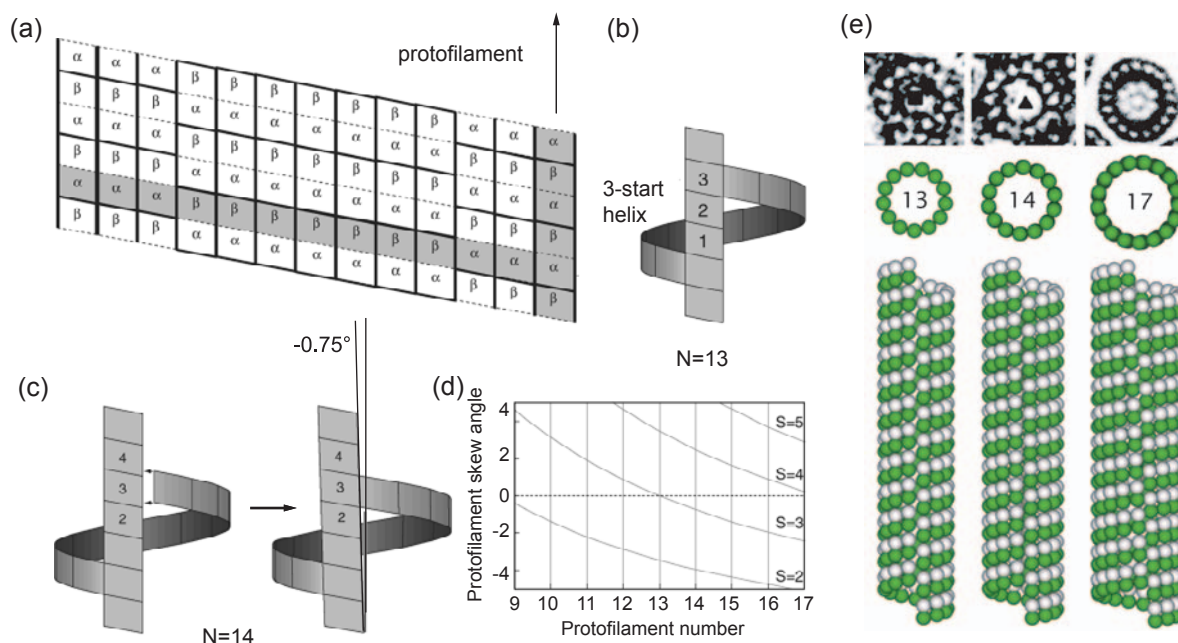 (a)
protofilament
α α α β β β β β β β α α α
β β β α α α α α α α β β β
α α α β β β β β β β α α α
β β β α α α α α α α β β β
α α α β β β β β β β α α α
β β β α α α α α α α β β β
(b)
3-start
helix
3
2
1
N=13
(c)
4
3
2
-0.75°
4
3
2
N=14
(d)
Protofilament skew angle
4
2
0
-2
-4
S=5
S=4
S=3
S=2
9 10 11 12 13 14 15 16 17
Protofilament number
(e)
13 14 17